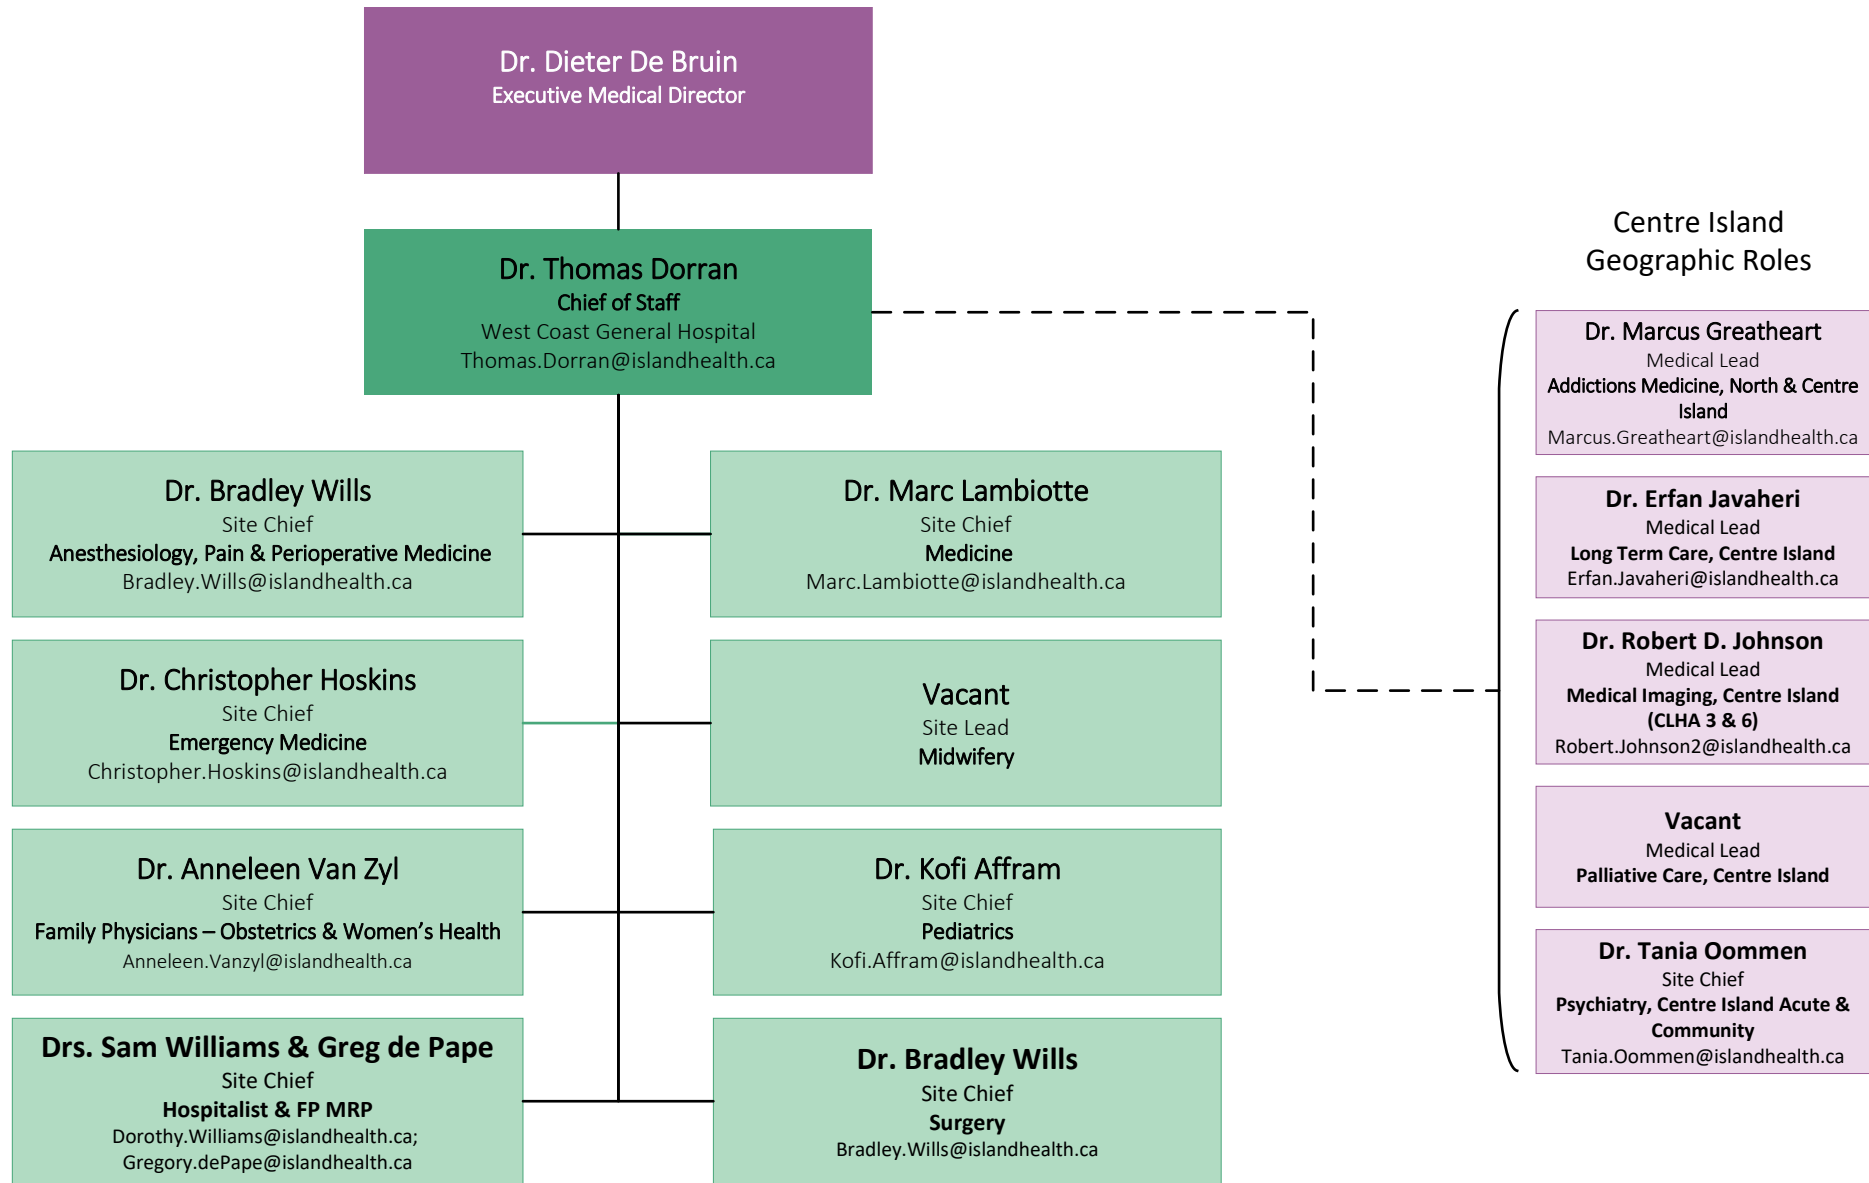 Dr. Dieter De Bruin
Executive Medical Director
Dr. Thomas Dorran
Chief of Staff
West Coast General Hospital
Thomas.Dorran@islandhealth.ca
Dr. Bradley Wills
Site Chief
Anesthesiology, Pain & Perioperative Medicine
Bradley.Wills@islandhealth.ca
Dr. Marc Lambiotte
Site Chief
Medicine
Marc.Lambiotte@islandhealth.ca
Dr. Christopher Hoskins
Site Chief
Emergency Medicine
Christopher.Hoskins@islandhealth.ca
Vacant
Site Lead
Midwifery
Dr. Anneleen Van Zyl
Site Chief
Family Physicians – Obstetrics & Women’s Health
Anneleen.Vanzyl@islandhealth.ca
Dr. Kofi Affram
Site Chief
Pediatrics
Kofi.Affram@islandhealth.ca
Drs. Sam Williams & Greg de Pape
Site Chief
Hospitalist & FP MRP
Dorothy.Williams@islandhealth.ca;
Gregory.dePape@islandhealth.ca
Dr. Bradley Wills
Site Chief
Surgery
Bradley.Wills@islandhealth.ca
Centre Island
Geographic Roles
Dr. Marcus Greatheart
Medical Lead
Addictions Medicine, North & Centre
Island
Marcus.Greatheart@islandhealth.ca
Dr. Erfan Javaheri
Medical Lead
Long Term Care, Centre Island
Erfan.Javaheri@islandhealth.ca
Dr. Robert D. Johnson
Medical Lead
Medical Imaging, Centre Island
(CLHA 3 & 6)
Robert.Johnson2@islandhealth.ca
Vacant
Medical Lead
Palliative Care, Centre Island
Dr. Tania Oommen
Site Chief
Psychiatry, Centre Island Acute &
Community
Tania.Oommen@islandhealth.ca